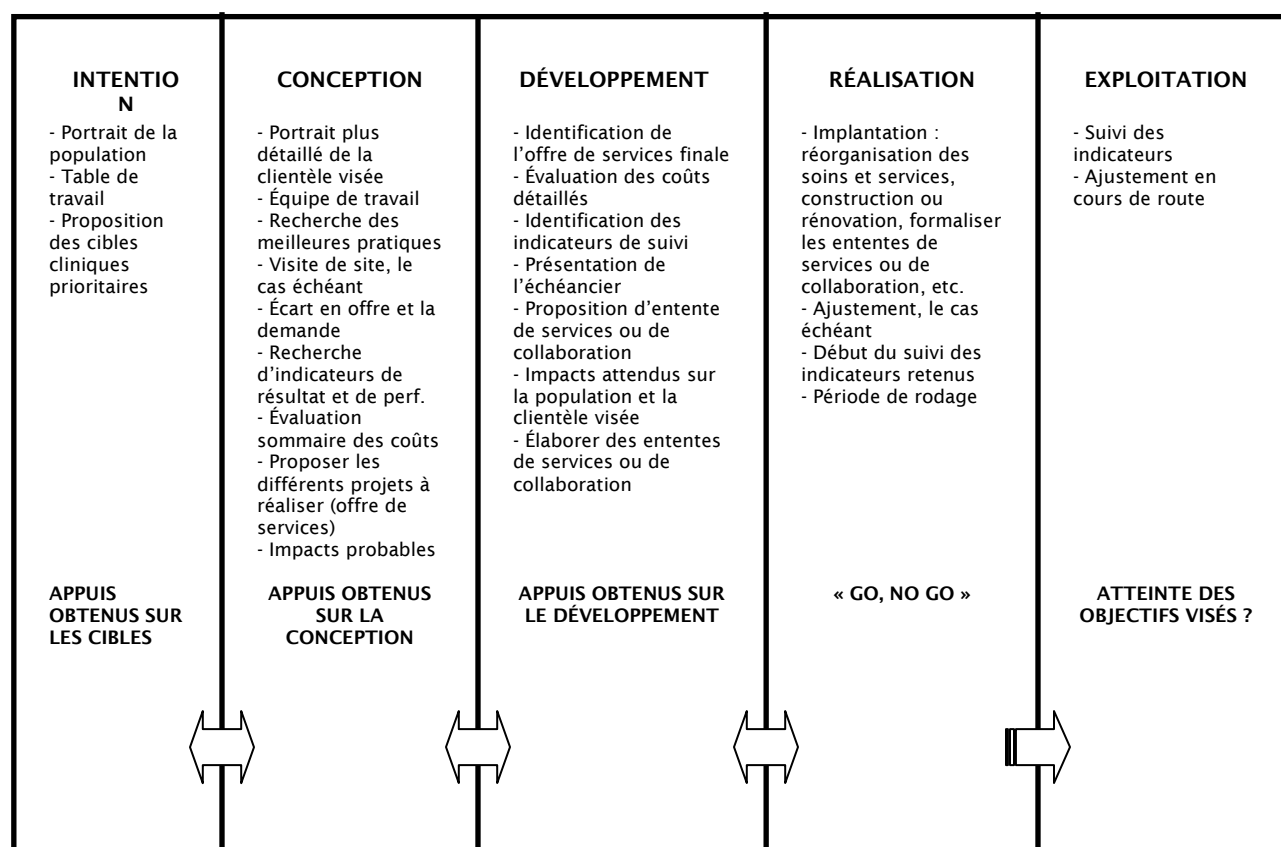 INTENTIO
N
- Portrait de la
population
- Table de
travail
- Proposition
des cibles
cliniques
prioritaires
APPUIS
OBTENUS SUR
LES CIBLES
CONCEPTION
- Portrait plus
détaillé de la
clientèle visée
- Équipe de travail
- Recherche des
meilleures pratiques
- Visite de site, le
cas échéant
- Écart en offre et la
demande
- Recherche
d’indicateurs de
résultat et de perf.
- Évaluation
sommaire des coûts
- Proposer les
différents projets à
réaliser (offre de
services)
- Impacts probables
APPUIS OBTENUS
SUR LA
CONCEPTION
DÉVELOPPEMENT
- Identification de
l’offre de services finale
- Évaluation des coûts
détaillés
- Identification des
indicateurs de suivi
- Présentation de
l’échéancier
- Proposition d’entente
de services ou de
collaboration
- Impacts attendus sur
la population et la
clientèle visée
- Élaborer des ententes
de services ou de
collaboration
APPUIS OBTENUS SUR
LE DÉVELOPPEMENT
RÉALISATION
- Implantation :
réorganisation des
soins et services,
construction ou
rénovation, formaliser
les ententes de
services ou de
collaboration, etc.
- Ajustement, le cas
échéant
- Début du suivi des
indicateurs retenus
- Période de rodage
« GO, NO GO »
EXPLOITATION
- Suivi des
indicateurs
- Ajustement en
cours de route
ATTEINTE DES
OBJECTIFS VISÉS ?